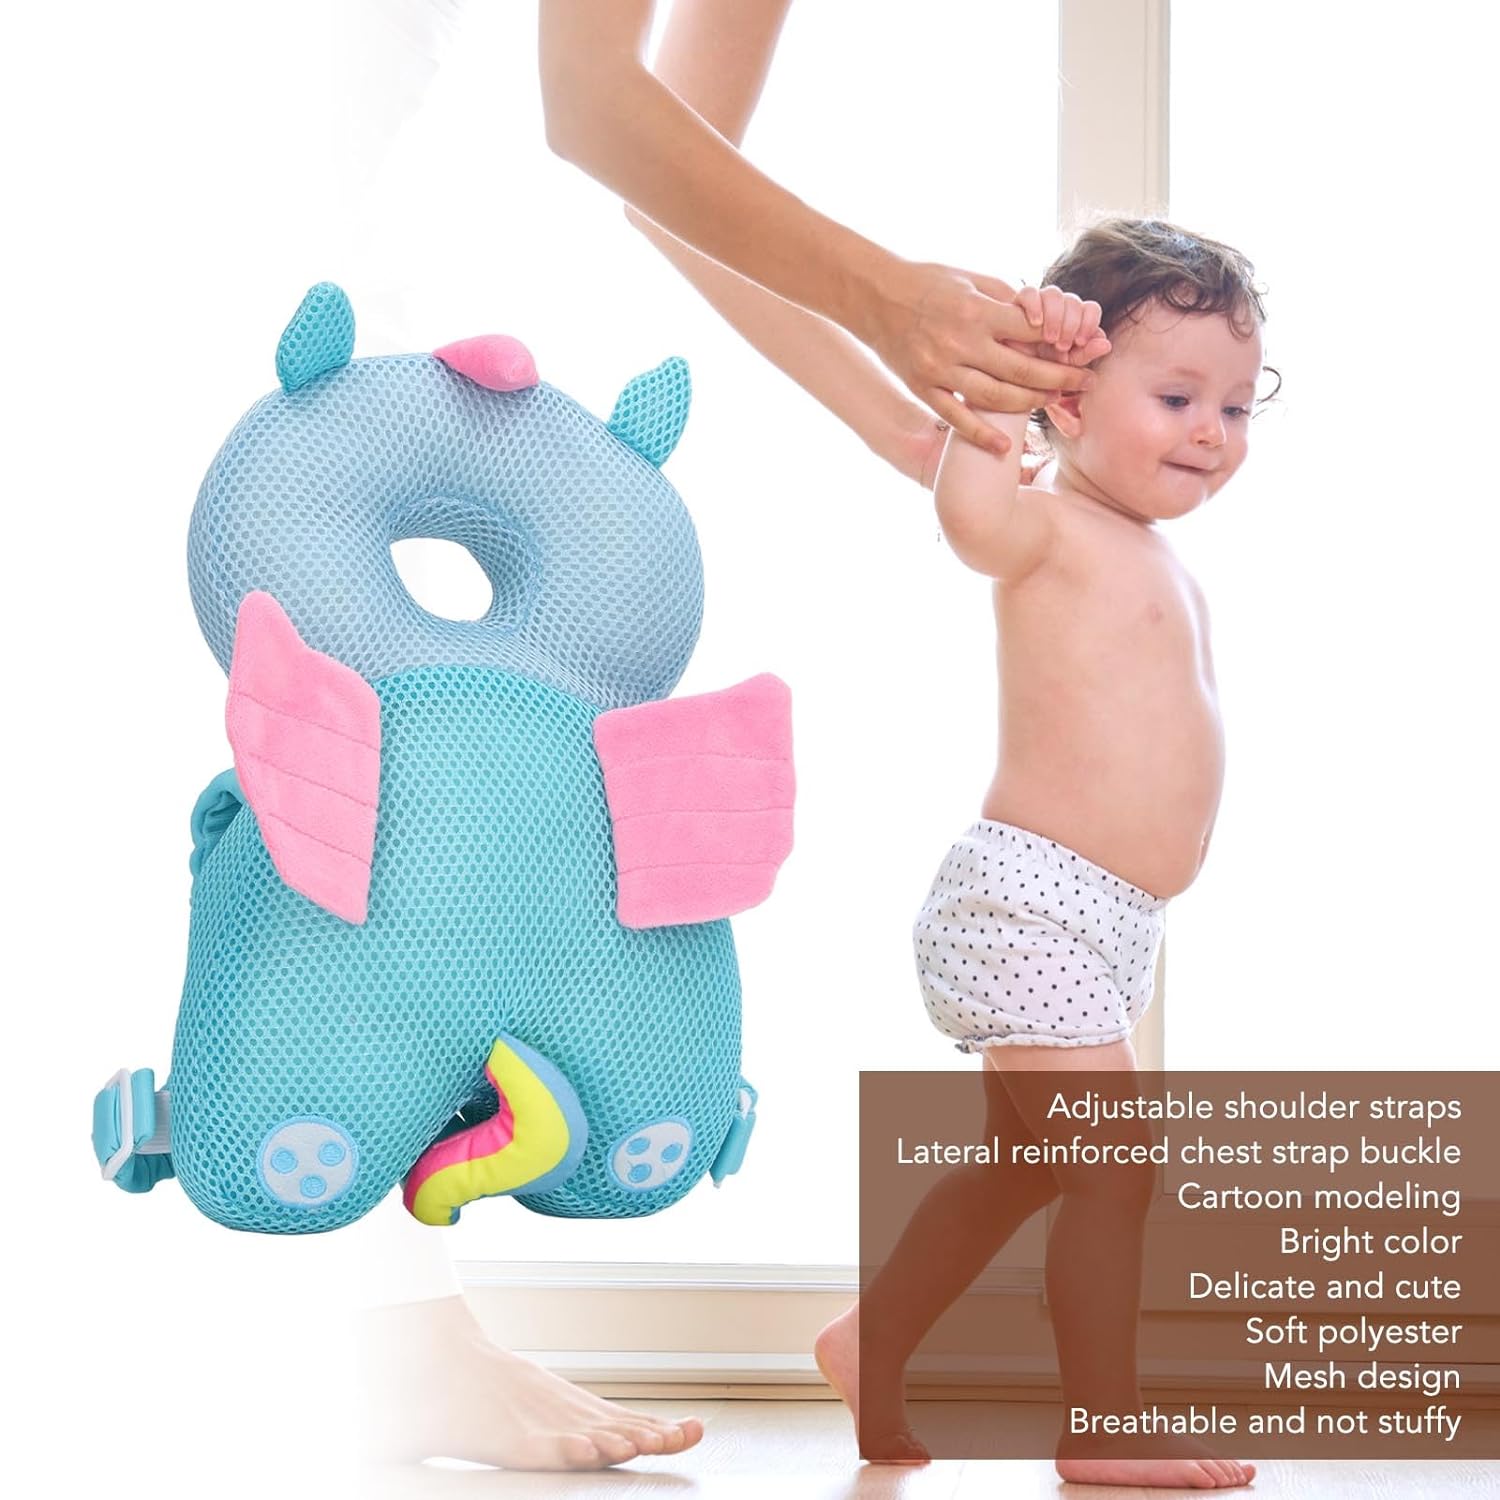 Adjustable shoulder straps
Lateral reinforced chest strap buckle
Cartoon modeling
Bright color
Delicate and cute
Soft polyester
Mesh design
Breathable and not stuffy